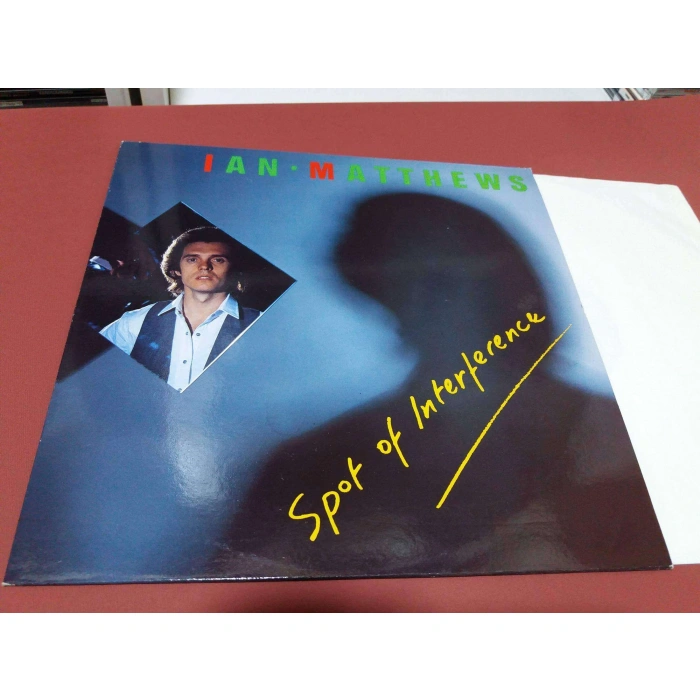 IAN · MATTHEWS
Spot of Interference